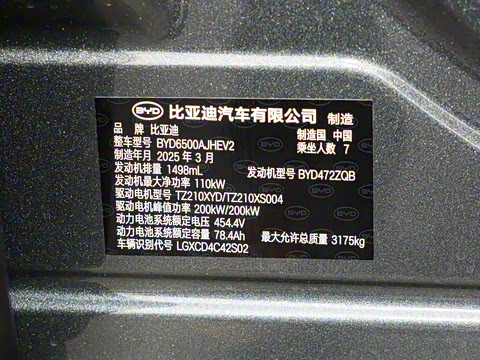 BYD 比亚迪汽车有限公司 制造
品 牌 比亚迪 制造国 中国
整车型号 BYD6500AJHEV2 乘坐人数 7
制造年月 2025 年 3 月
发动机排量 1498mL 发动机型号 BYD472ZQB
发动机最大净功率 110kW
驱动电机型号 TZ210XYD/TZ210XS004
驱动电机峰值功率 200kW/200kW
动力电池系统额定电压 454.4V
动力电池系统额定容量 78.4Ah 最大允许总质量 3175kg
车辆识别代号 LGXCD4C42S02